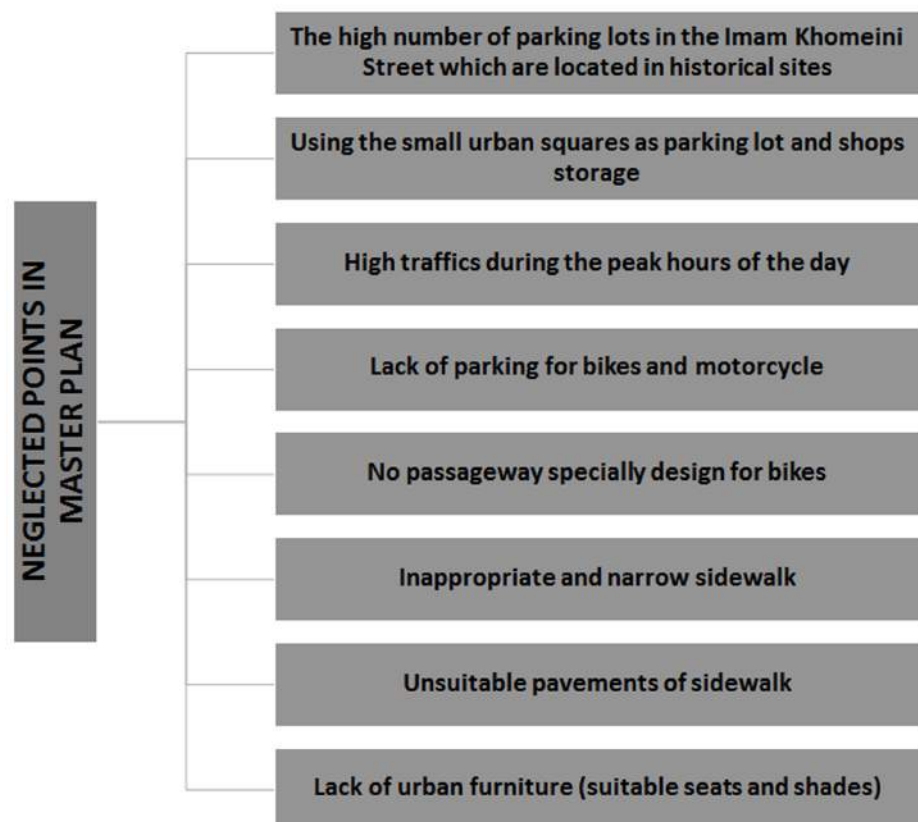 NEGLECTED POINTS IN
MASTER PLAN
The high number of parking lots in the Imam Khomeini
Street which are located in historical sites
Using the small urban squares as parking lot and shops
storage
High traffics during the peak hours of the day
Lack of parking for bikes and motorcycle
No passageway specially design for bikes
Inappropriate and narrow sidewalk
Unsuitable pavements of sidewalk
Lack of urban furniture (suitable seats and shades)